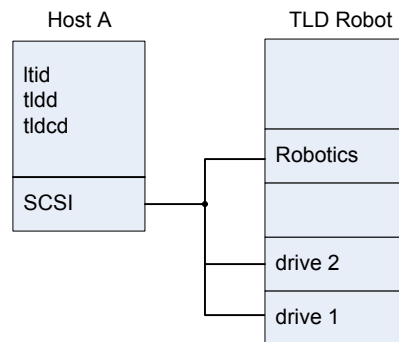 Host A
TLD Robot
ltid
tldd
tldcd
Robotics
SCSI
drive 2
drive 1